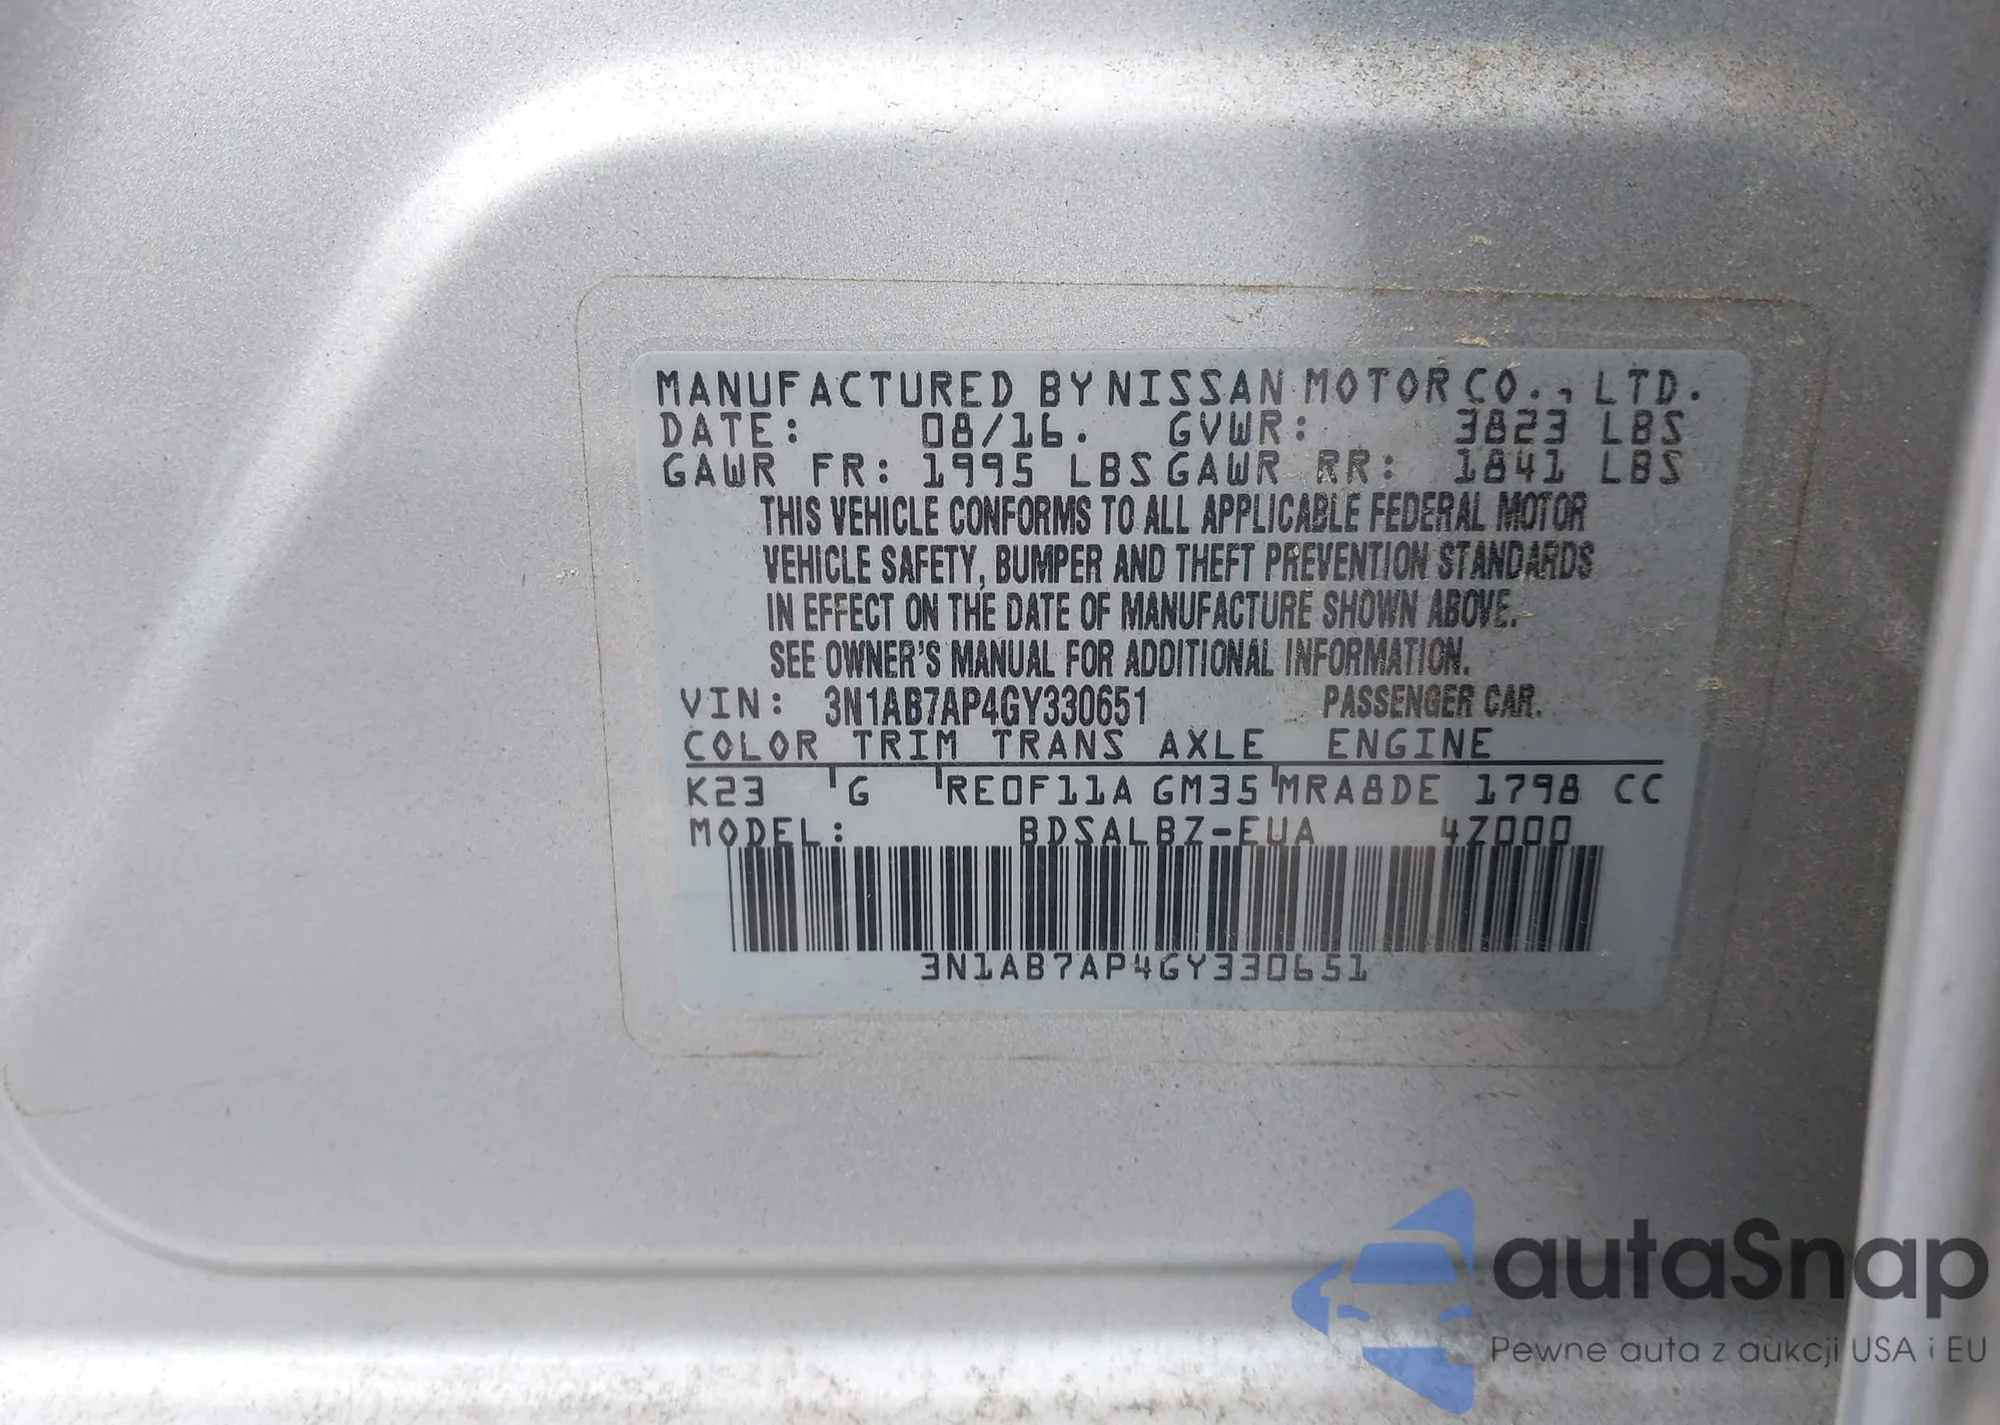 MANUFACTURED BY NISSAN MOTOR CO., LTD.
DATE: 08/16. GVWR: 3823 LBS
GAWR FR: 1995 LBS GAWR RR: 1841 LBS
THIS VEHICLE CONFORMS TO ALL APPLICABLE FEDERAL MOTOR
VEHICLE SAFETY, BUMPER AND THEFT PREVENTION STANDARDS
IN EFFECT ON THE DATE OF MANUFACTURE SHOWN ABOVE.
SEE OWNER'S MANUAL FOR ADDITIONAL INFORMATION.
VIN: 3N1AB7AP4GY330651 PASSENGER CAR.
COLOR TRIM TRANS AXLE ENGINE
K23 G RE0F11A GM35 MRA8DE 1798 CC
MODEL: BDSALBZ-EUA 4Z000
3N1AB7AP4GY330651
autaSnap
Pewne auta z aukcji USA i EU